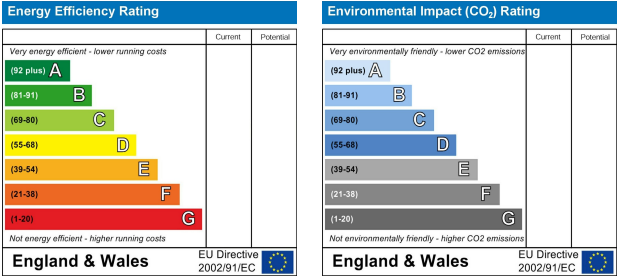 Energy Efficiency Rating
Current Potential
Very energy efficient - lower running costs
(92 plus) A
(81-91) B
(69-80) C
(55-68) D
(39-54) E
(21-38) F
(1-20) G
Not energy efficient - higher running costs
England & Wales
EU Directive
2002/91/EC
Environmental Impact (CO₂) Rating
Current Potential
Very environmentally friendly - lower CO2 emissions
(92 plus) A
(81-91) B
(69-80) C
(55-68) D
(39-54) E
(21-38) F
(1-20) G
Not environmentally friendly - higher CO2 emissions
England & Wales
EU Directive
2002/91/EC